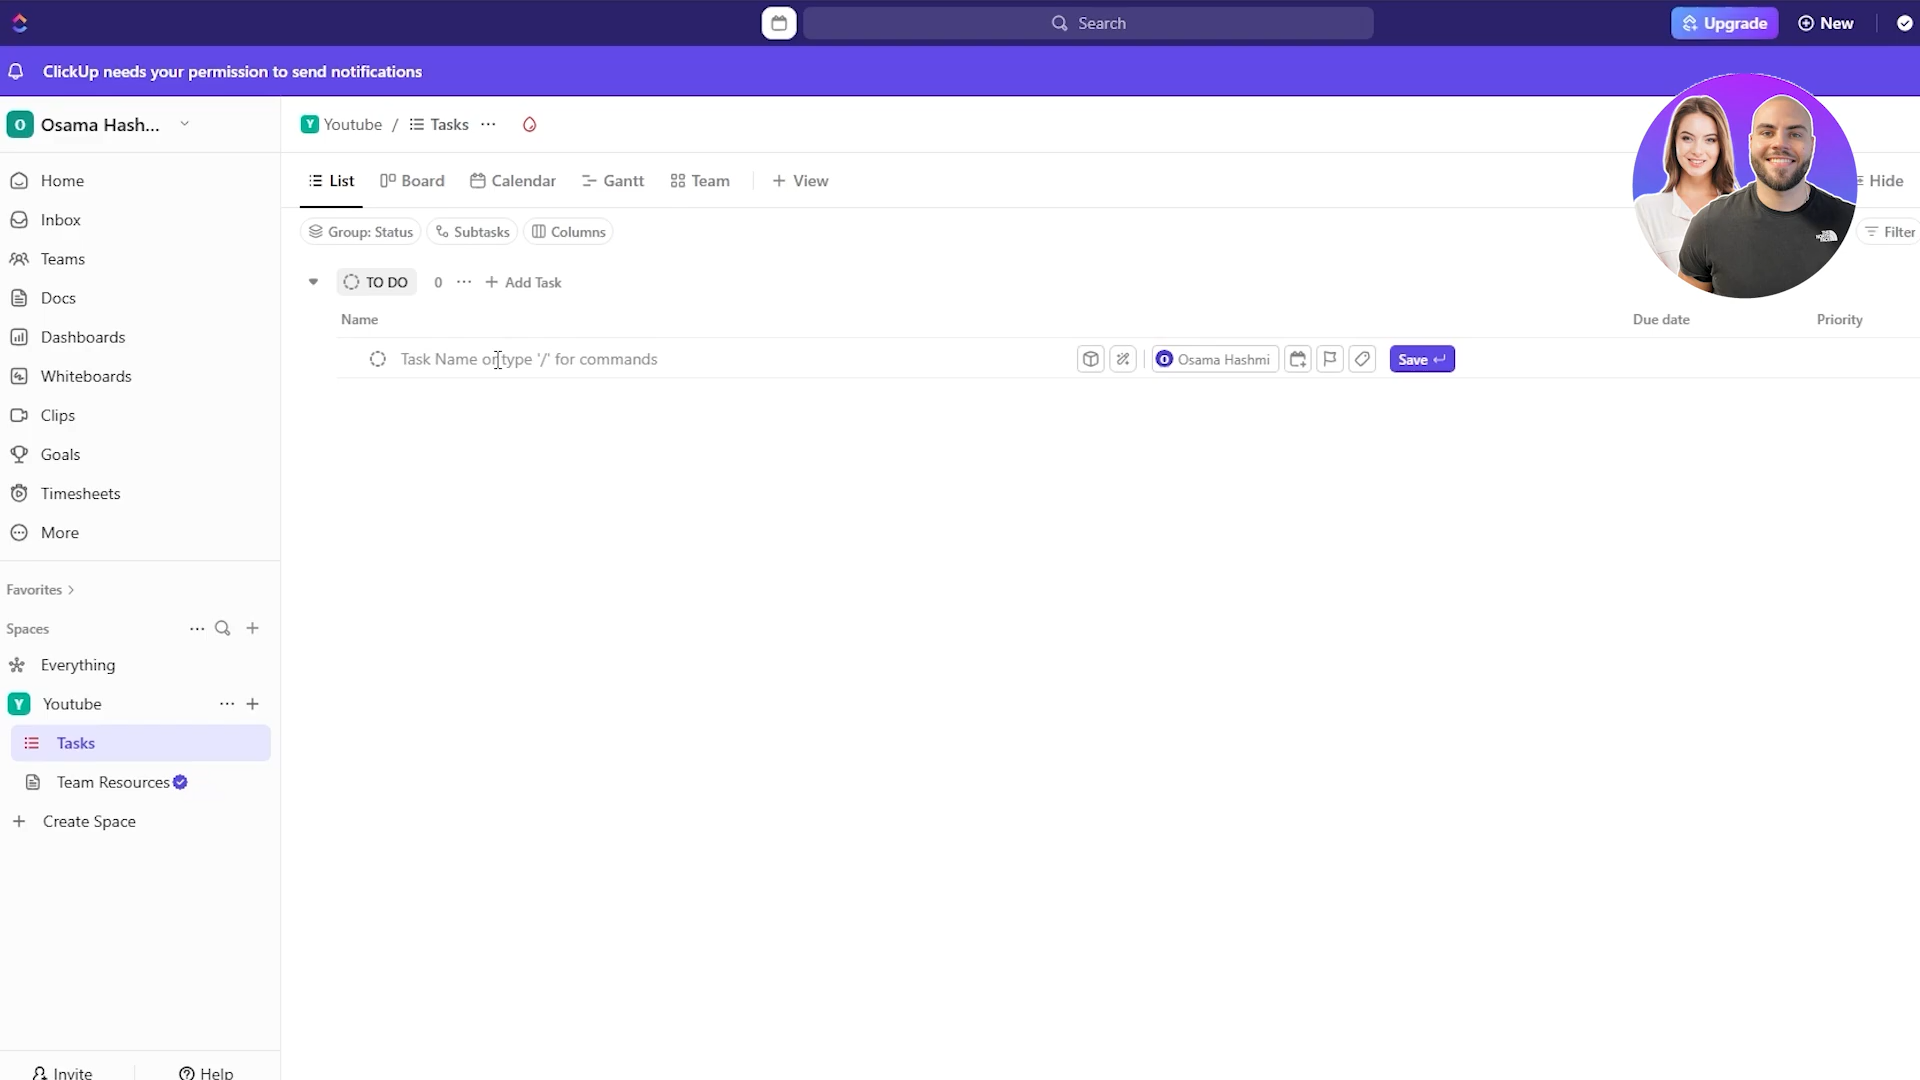 Search
Upgrade
New
ClickUp needs your permission to send notifications
O Osama Hash...
Y Youtube / Tasks ...
Home
Inbox
Teams
Docs
Dashboards
Whiteboards
Clips
Goals
Timesheets
More
Favorites >
Spaces ... +
Everything
Y Youtube ... +
Tasks
Team Resources
+ Create Space
Invite
Help
List
Board
Calendar
Gantt
Team
+ View
Hide
Group: Status
Subtasks
Columns
Filter
TO DO 0 ... + Add Task
Name
Due date
Priority
Task Name or type '/' for commands
O Osama Hashmi
Save